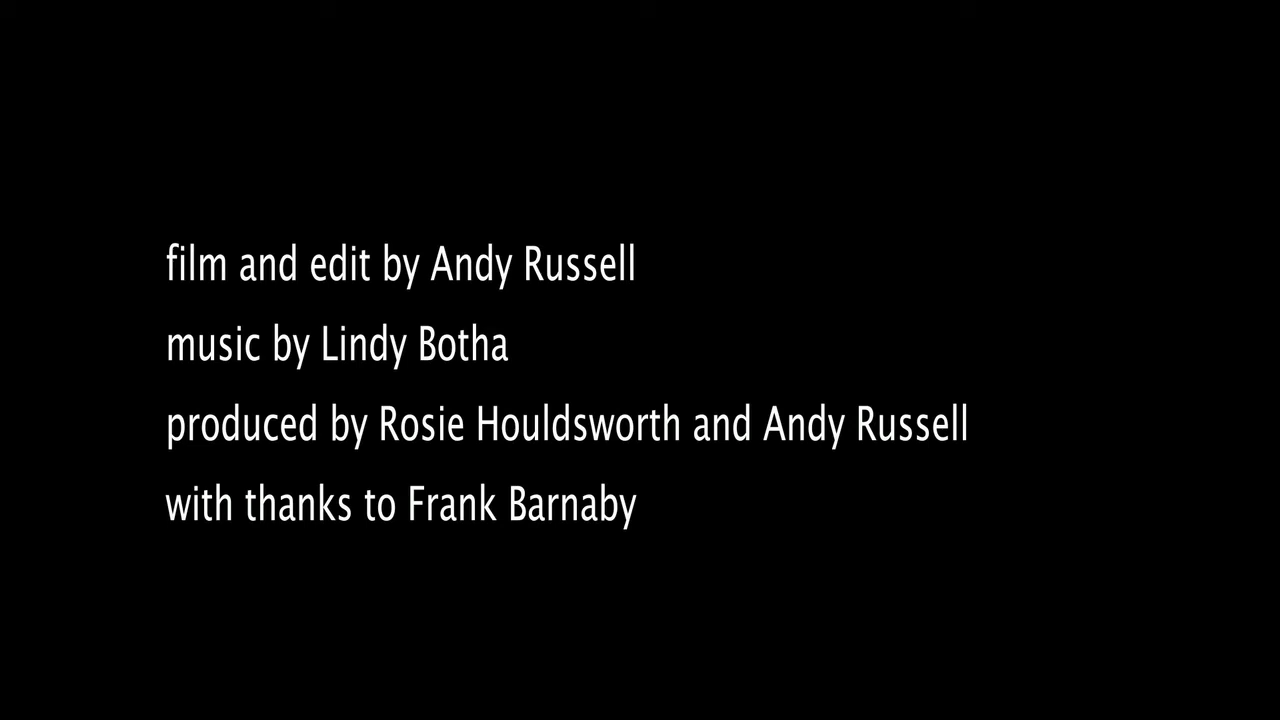 film and edit by Andy Russell
music by Lindy Botha
produced by Rosie Houldsworth and Andy Russell
with thanks to Frank Barnaby